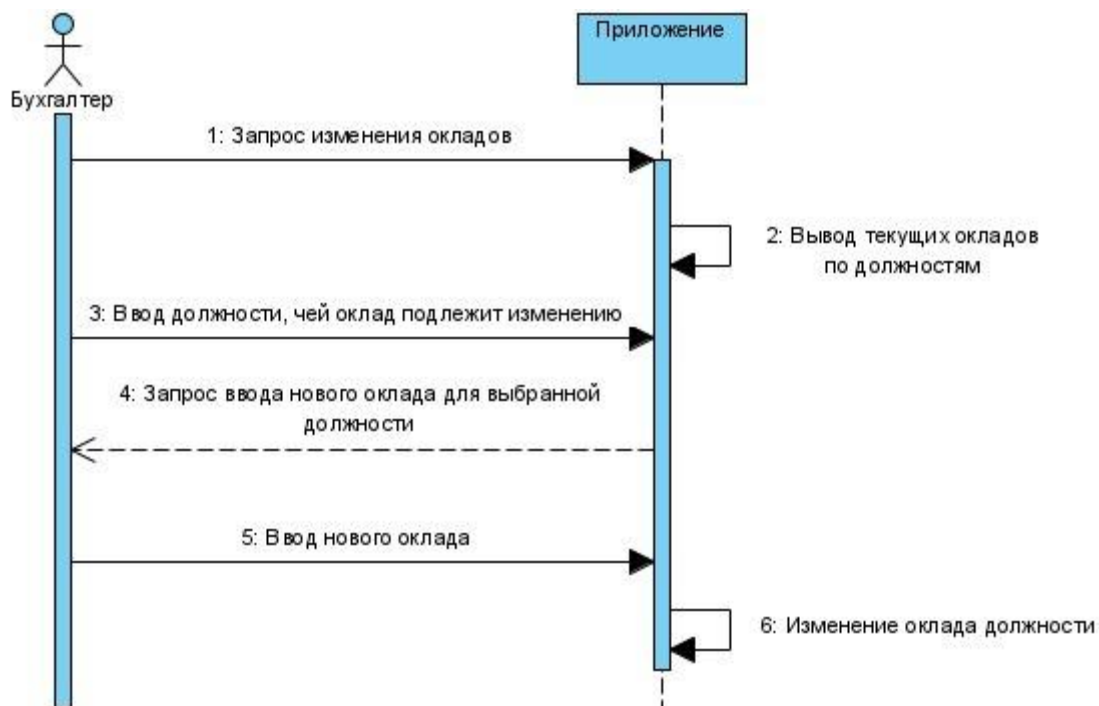 Приложение
Бухгалтер
1: Запрос изменения окладов
2: Вывод текущих окладов
по должностям
3: Ввод должности, чей оклад подлежит изменению
4: Запрос ввода нового оклада для выбранной
должности
5: Ввод нового оклада
6: Изменение оклада должности